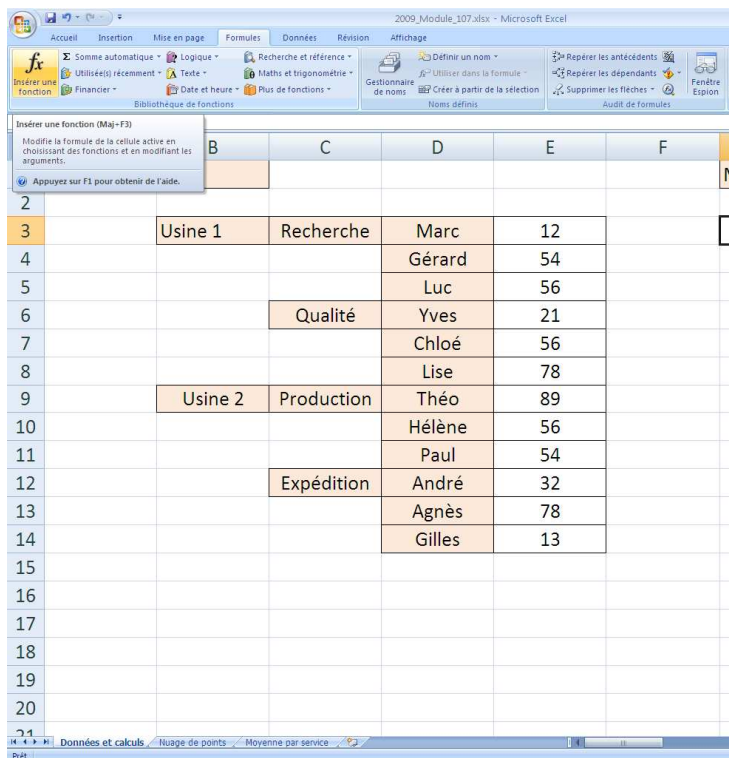 2009_Module_107.xlsx - Microsoft Excel
Accueil Insertion Mise en page Formules Données Révision Affichage
fx
Insérer une fonction
Σ Somme automatique
Utilisée(s) récemment
Financier
Logique
Texte
Date et heure
Recherche et référence
Maths et trigonométrie
Plus de fonctions
Bibliothèque de fonctions
Gestionnaire de noms
Définir un nom
Utiliser dans la formule
Créer à partir de la sélection
Noms définis
Repérer les antécédents
Repérer les dépendants
Supprimer les flèches
Audit de formules
Fenêtre Espion
Insérer une fonction (Maj+F3)
Modifie la formule de la cellule active en
choisissant des fonctions et en modifiant les
arguments.
Appuyez sur F1 pour obtenir de l'aide.
B C D E F
2
3 Usine 1 Recherche Marc 12
4 Gérard 54
5 Luc 56
6 Qualité Yves 21
7 Chloé 56
8 Lise 78
9 Usine 2 Production Théo 89
10 Hélène 56
11 Paul 54
12 Expédition André 32
13 Agnès 78
14 Gilles 13
15
16
17
18
19
20
21
Données et calculs Nuage de points Moyenne par service
Prêt